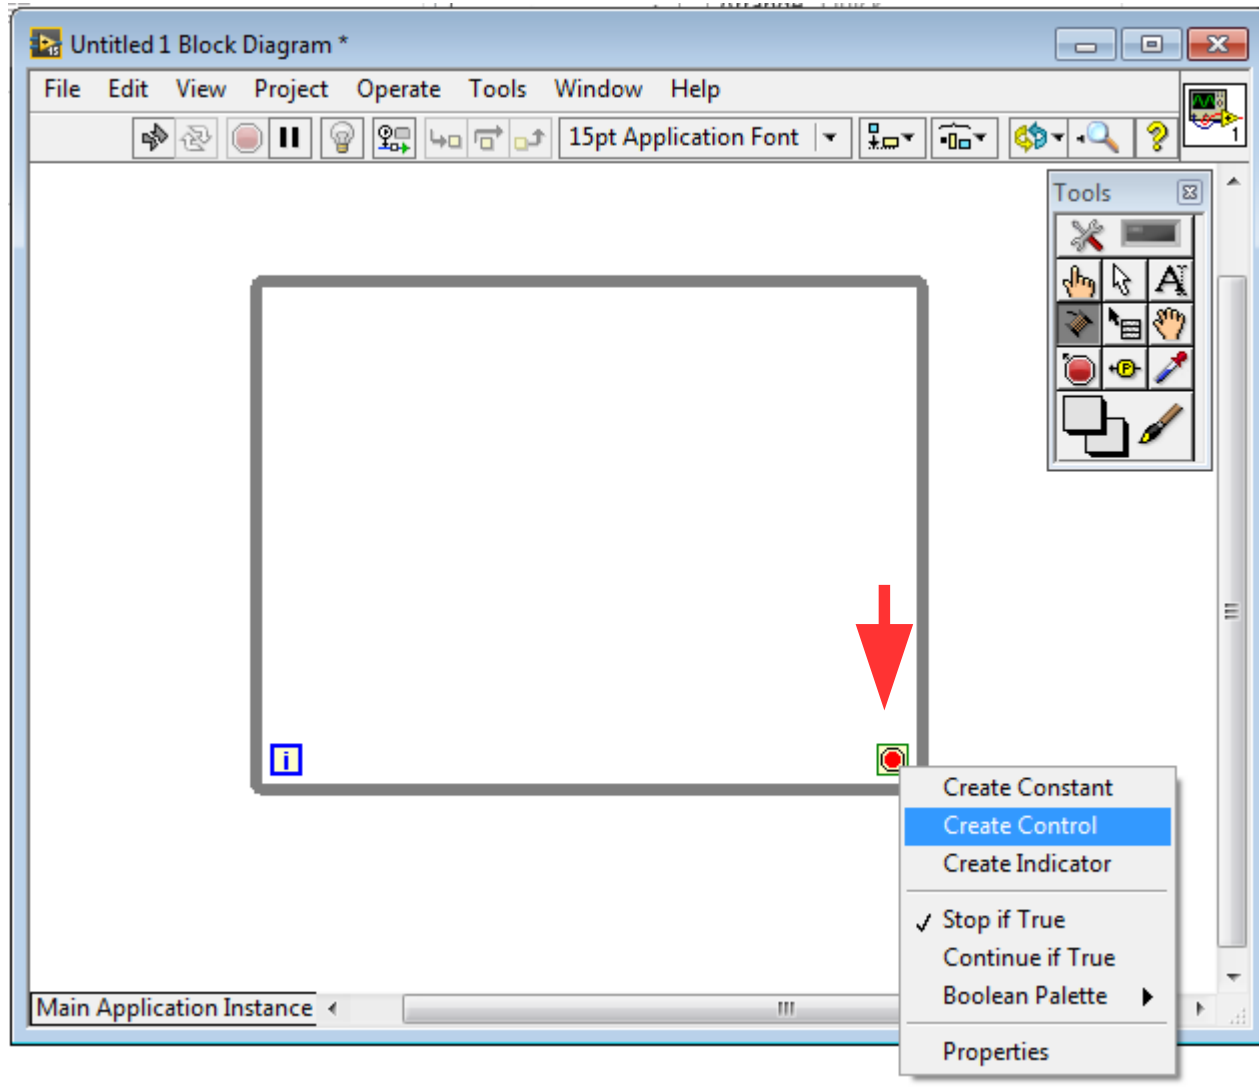 Untitled 1 Block Diagram *
File Edit View Project Operate Tools Window Help
15pt Application Font
1
Tools
i
Create Constant
Create Control
Create Indicator
Stop if True
Continue if True
Boolean Palette
Properties
Main Application Instance